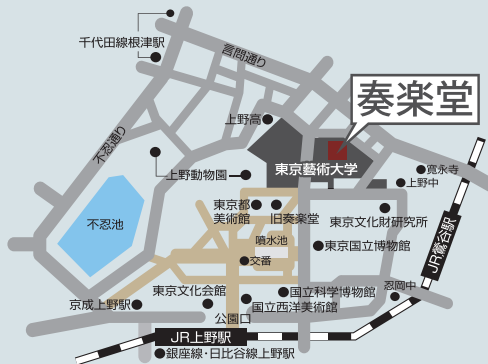 千代田線根津駅
言問通り
奏楽堂
不忍通り
上野高
東京藝術大学
上野動物園
寛永寺
上野中
東京都
美術館
旧奏楽堂
東京文化財研究所
不忍池
噴水池
東京国立博物館
JR鶯谷駅
交番
忍岡中
東京文化会館
国立科学博物館
京成上野駅
国立西洋美術館
公園口
JR上野駅
銀座線・日比谷線上野駅